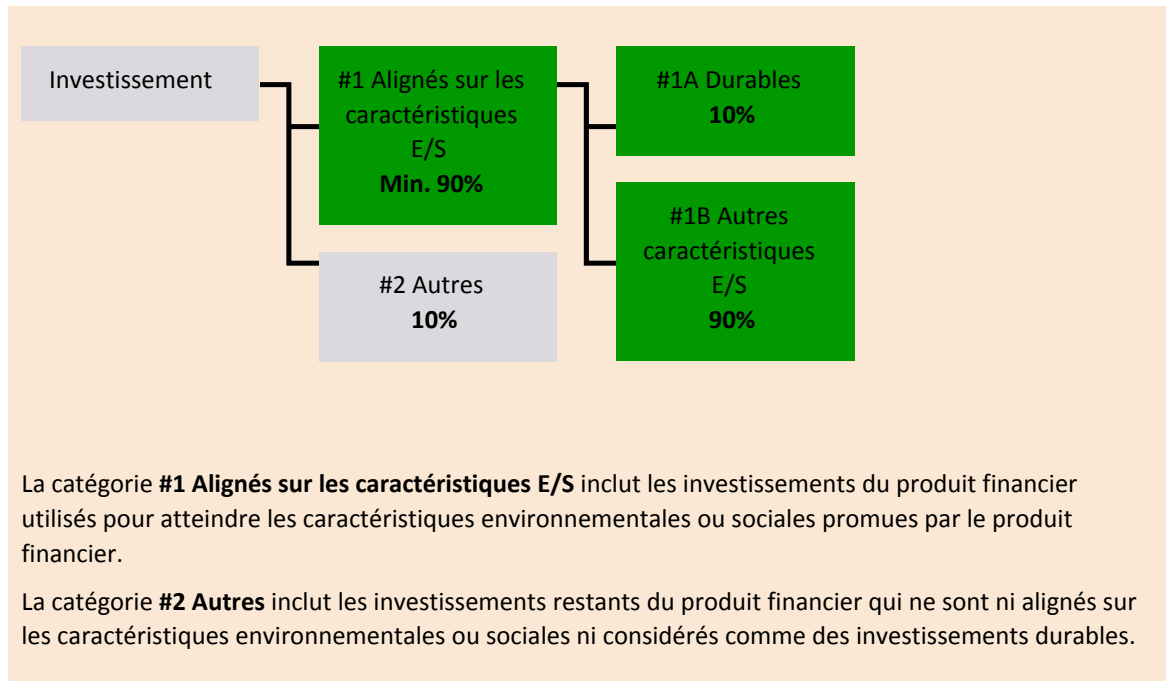 Investissement
#1 Alignés sur les
caractéristiques
E/S
Min. 90%
#2 Autres
10%
#1A Durables
10%
#1B Autres
caractéristiques
E/S
90%
La catégorie #1 Alignés sur les caractéristiques E/S inclut les investissements du produit financier
utilisés pour atteindre les caractéristiques environnementales ou sociales promues par le produit
financier.
La catégorie #2 Autres inclut les investissements restants du produit financier qui ne sont ni alignés sur
les caractéristiques environnementales ou sociales ni considérés comme des investissements durables.